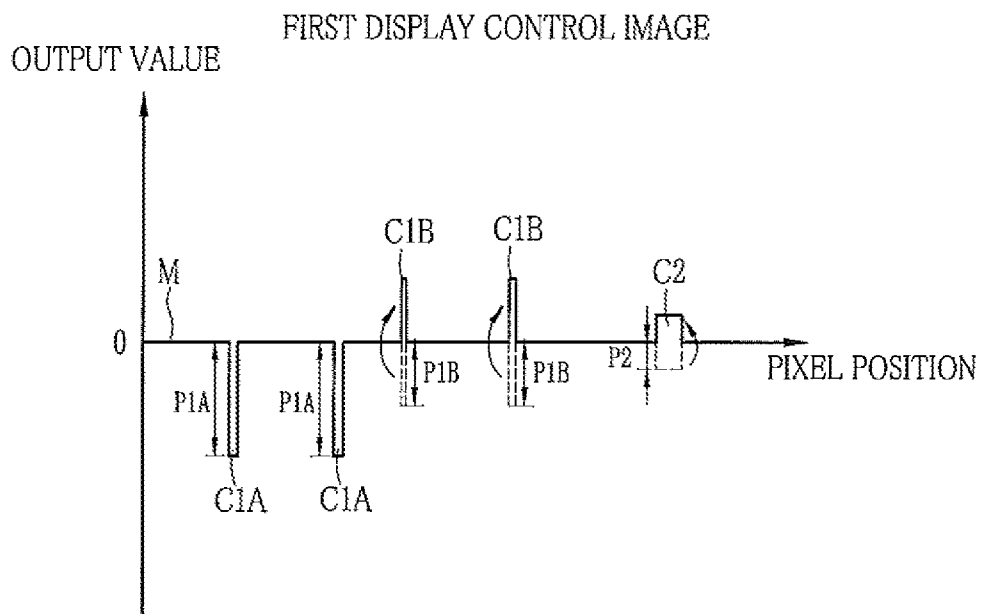 FIRST DISPLAY CONTROL IMAGE
OUTPUT VALUE
C1B
C1B
C2
M
0
P1A
P1A
P1B
P1B
P2
PIXEL POSITION
C1A
C1A